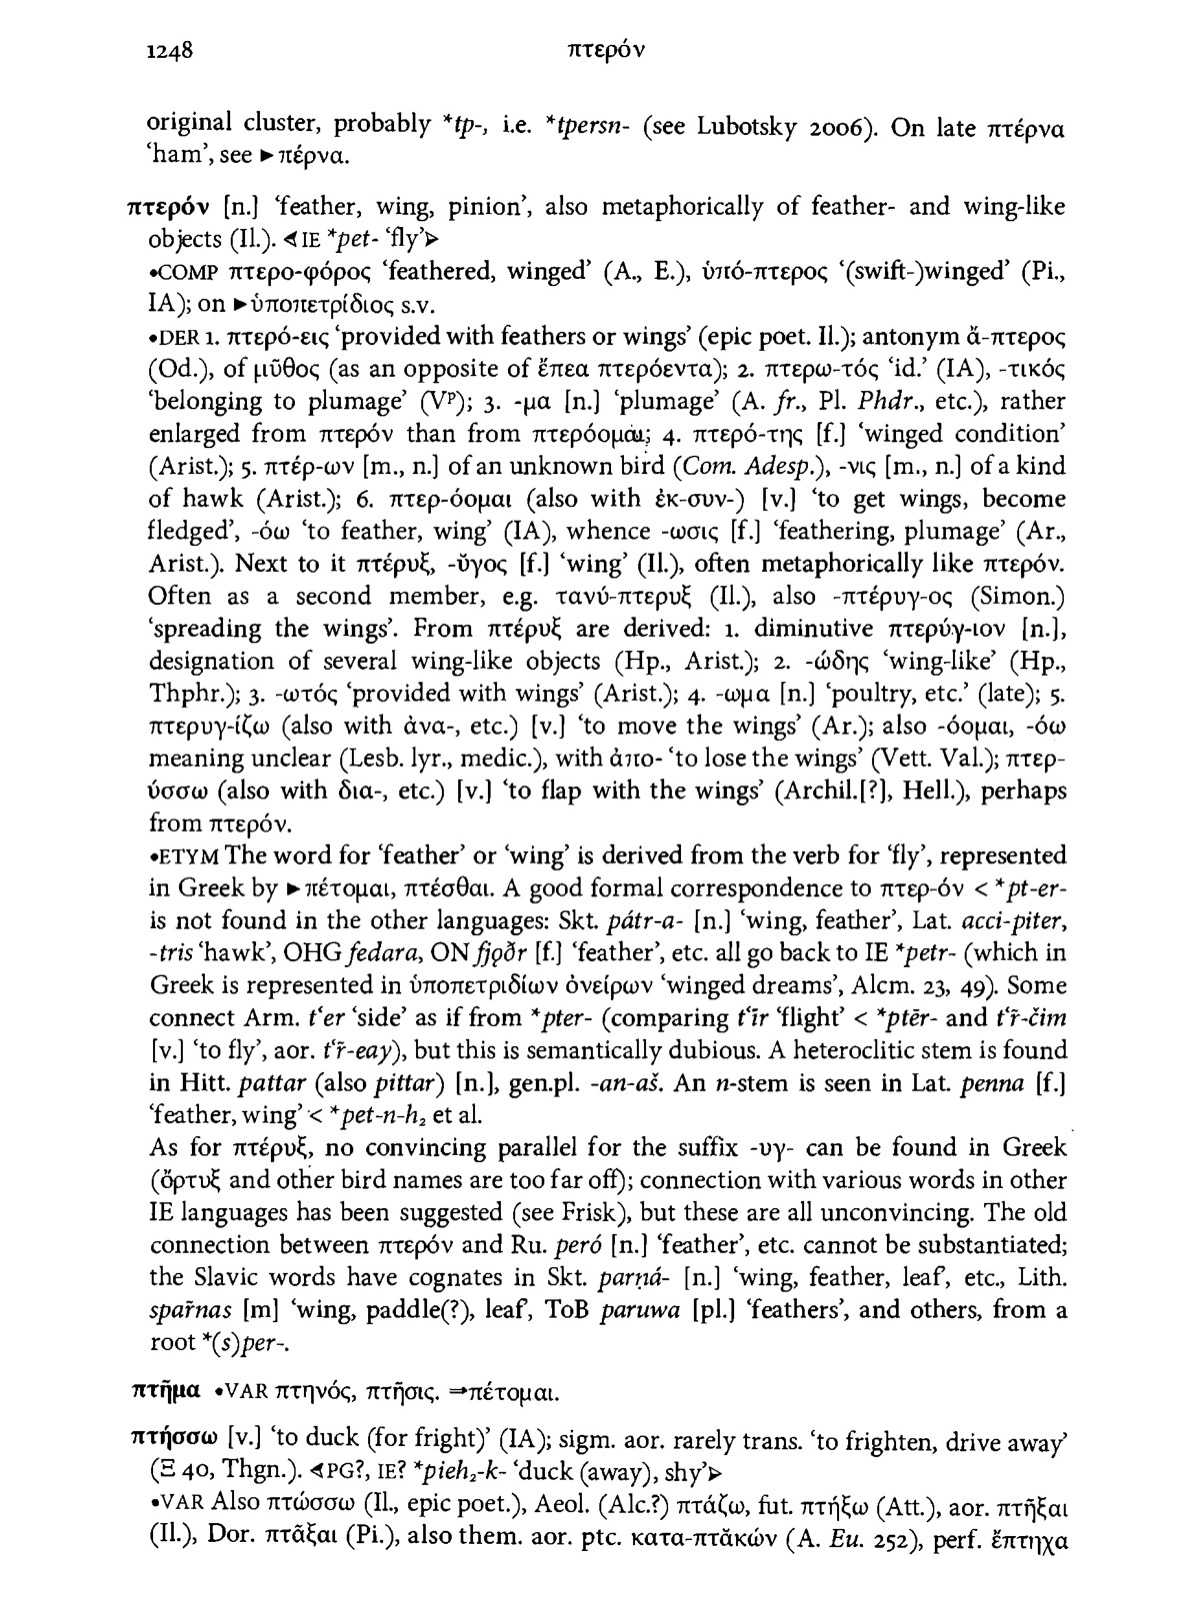 1248 πτερόν
original cluster, probably *tp-, i.e. *tpersn- (see Lubotsky 2006). On late πτέρνα
‘ham’, see ►πέρνα.
πτερόν [n.] ‘feather, wing, pinion’, also metaphorically of feather- and wing-like
objects (Il.). ⊲IE *pet- ‘fly’⊳
•COMP πτερο-φόρος ‘feathered, winged’ (A., E.), ὑπό-πτερος ‘(swift-)winged’ (Pi.,
IA); on ►ὑποπετρίδιος s.v.
•DER 1. πτερό-εις ‘provided with feathers or wings’ (epic poet. Il.); antonym ἄ-πτερος
(Od.), of μῦθος (as an opposite of ἔπεα πτερόεντα); 2. πτερω-τός ‘id.’ (IA), -τικός
‘belonging to plumage’ (Vᴾ); 3. -μα [n.] ‘plumage’ (A. fr., Pl. Phdr., etc.), rather
enlarged from πτερόν than from πτερόομαι; 4. πτερό-της [f.] ‘winged condition’
(Arist.); 5. πτέρ-ων [m., n.] of an unknown bird (Com. Adesp.), -νις [m., n.] of a kind
of hawk (Arist.); 6. πτερ-όομαι (also with ἐκ-συν-) [v.] ‘to get wings, become
fledged’, -όω ‘to feather, wing’ (IA), whence -ωσις [f.] ‘feathering, plumage’ (Ar.,
Arist.). Next to it πτέρυξ, -ῠγος [f.] ‘wing’ (Il.), often metaphorically like πτερόν.
Often as a second member, e.g. τανύ-πτερυξ (Il.), also -πτέρυγ-ος (Simon.)
‘spreading the wings’. From πτέρυξ are derived: 1. diminutive πτερύγ-ιον [n.],
designation of several wing-like objects (Hp., Arist.); 2. -ώδης ‘wing-like’ (Hp.,
Thphr.); 3. -ωτός ‘provided with wings’ (Arist.); 4. -ωμα [n.] ‘poultry, etc.’ (late); 5.
πτερυγ-ίζω (also with ἀνα-, etc.) [v.] ‘to move the wings’ (Ar.); also -όομαι, -όω
meaning unclear (Lesb. lyr., medic.), with ἀπο- ‘to lose the wings’ (Vett. Val.); πτερ-
ύσσω (also with δια-, etc.) [v.] ‘to flap with the wings’ (Archil.[?], Hell.), perhaps
from πτερόν.
•ETYM The word for ‘feather’ or ‘wing’ is derived from the verb for ‘fly’, represented
in Greek by ►πέτομαι, πτέσθαι. A good formal correspondence to πτερ-όν < *pt-er-
is not found in the other languages: Skt. pátr-a- [n.] ‘wing, feather’, Lat. acci-piter,
-tris ‘hawk’, OHG fedara, ON fjǫðr [f.] ‘feather’, etc. all go back to IE *petr- (which in
Greek is represented in ὑποπετριδίων ὀνείρων ‘winged dreams’, Alcm. 23, 49). Some
connect Arm. tʿer ‘side’ as if from *pter- (comparing tʿir ‘flight’ < *ptēr- and tʿr̄-čim
[v.] ‘to fly’, aor. tʿr̄-eay), but this is semantically dubious. A heteroclitic stem is found
in Hitt. pattar (also pittar) [n.], gen.pl. -an-aš. An n-stem is seen in Lat. penna [f.]
‘feather, wing’ < *pet-n-h₂ et al.
As for πτέρυξ, no convincing parallel for the suffix -υγ- can be found in Greek
(ὄρτυξ and other bird names are too far off); connection with various words in other
IE languages has been suggested (see Frisk), but these are all unconvincing. The old
connection between πτερόν and Ru. peró [n.] ‘feather’, etc. cannot be substantiated;
the Slavic words have cognates in Skt. parṇá- [n.] ‘wing, feather, leaf’, etc., Lith.
spar̃nas [m] ‘wing, paddle(?), leaf’, ToB paruwa [pl.] ‘feathers’, and others, from a
root *(s)per-.
πτῆμα •VAR πτηνός, πτῆσις. ⇒πέτομαι.
πτήσσω [v.] ‘to duck (for fright)’ (IA); sigm. aor. rarely trans. ‘to frighten, drive away’
(Ξ 40, Thgn.). ⊲PG?, IE? *pieh₂-k- ‘duck (away), shy’⊳
•VAR Also πτώσσω (Il., epic poet.), Aeol. (Alc.?) πτάζω, fut. πτήξω (Att.), aor. πτῆξαι
(Il.), Dor. πτᾶξαι (Pi.), also them. aor. ptc. κατα-πτᾰκών (A. Eu. 252), perf. ἔπτηχα